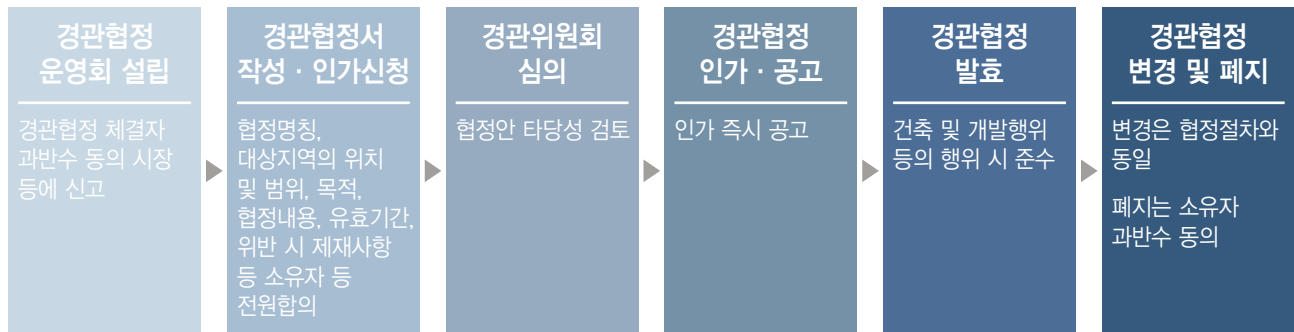 경관협정
운영회 설립
경관협정 체결자
과반수 동의 시장
등에 신고
경관협정서
작성 · 인가신청
협정명칭,
대상지역의 위치
및 범위, 목적,
협정내용, 유효기간,
위반 시 제재사항
등 소유자 등
전원합의
경관위원회
심의
협정안 타당성 검토
경관협정
인가 · 공고
인가 즉시 공고
경관협정
발효
건축 및 개발행위
등의 행위 시 준수
경관협정
변경 및 폐지
변경은 협정절차와
동일
폐지는 소유자
과반수 동의